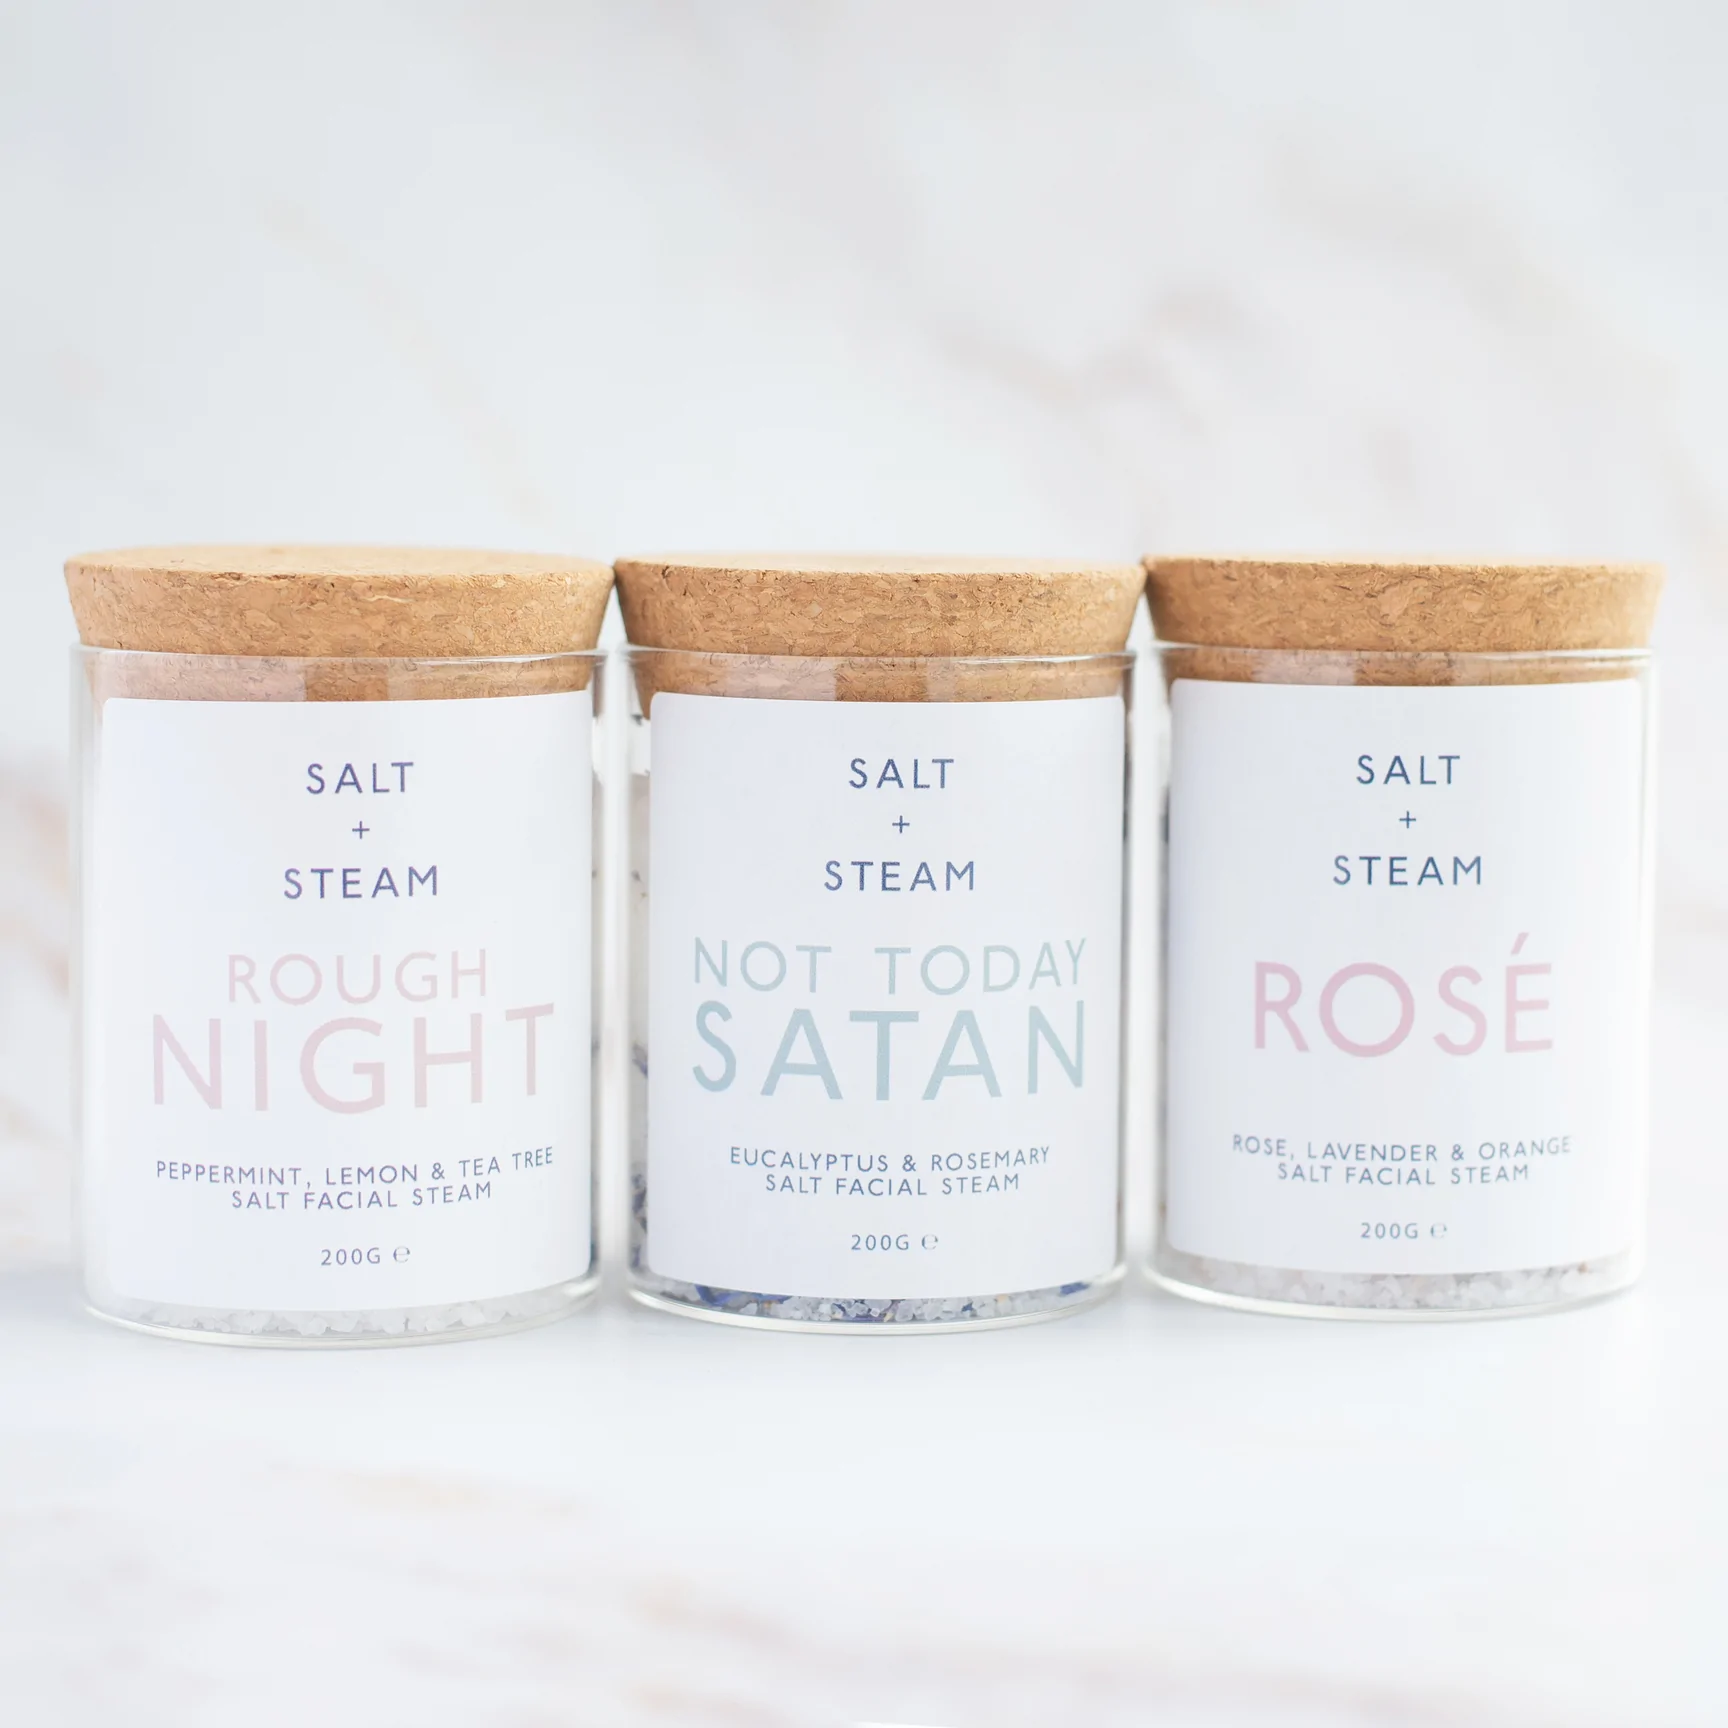 SALT
+
STEAM
ROUGH
NIGHT
PEPPERMINT, LEMON & TEA TREE
SALT FACIAL STEAM
200G ℮
SALT
+
STEAM
NOT TODAY
SATAN
EUCALYPTUS & ROSEMARY
SALT FACIAL STEAM
200G ℮
SALT
+
STEAM
ROSÉ
ROSE, LAVENDER & ORANGE
SALT FACIAL STEAM
200G ℮